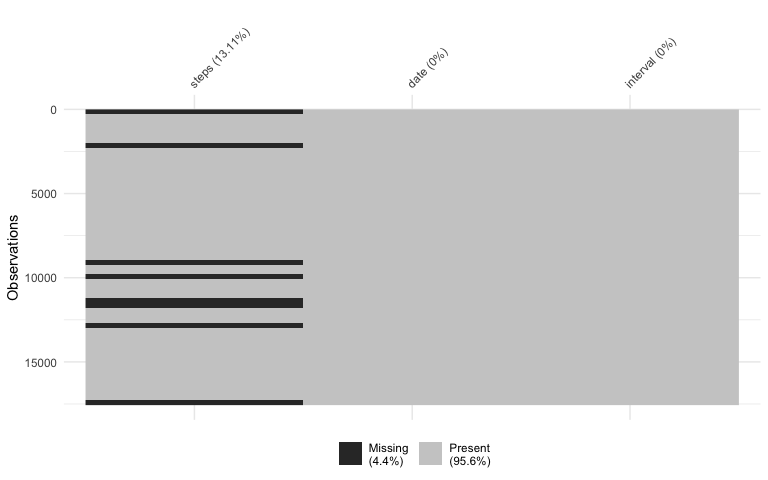 steps (13.11%)
date (0%)
interval (0%)
0
5000
10000
15000
Observations
Missing
(4.4%)
Present
(95.6%)